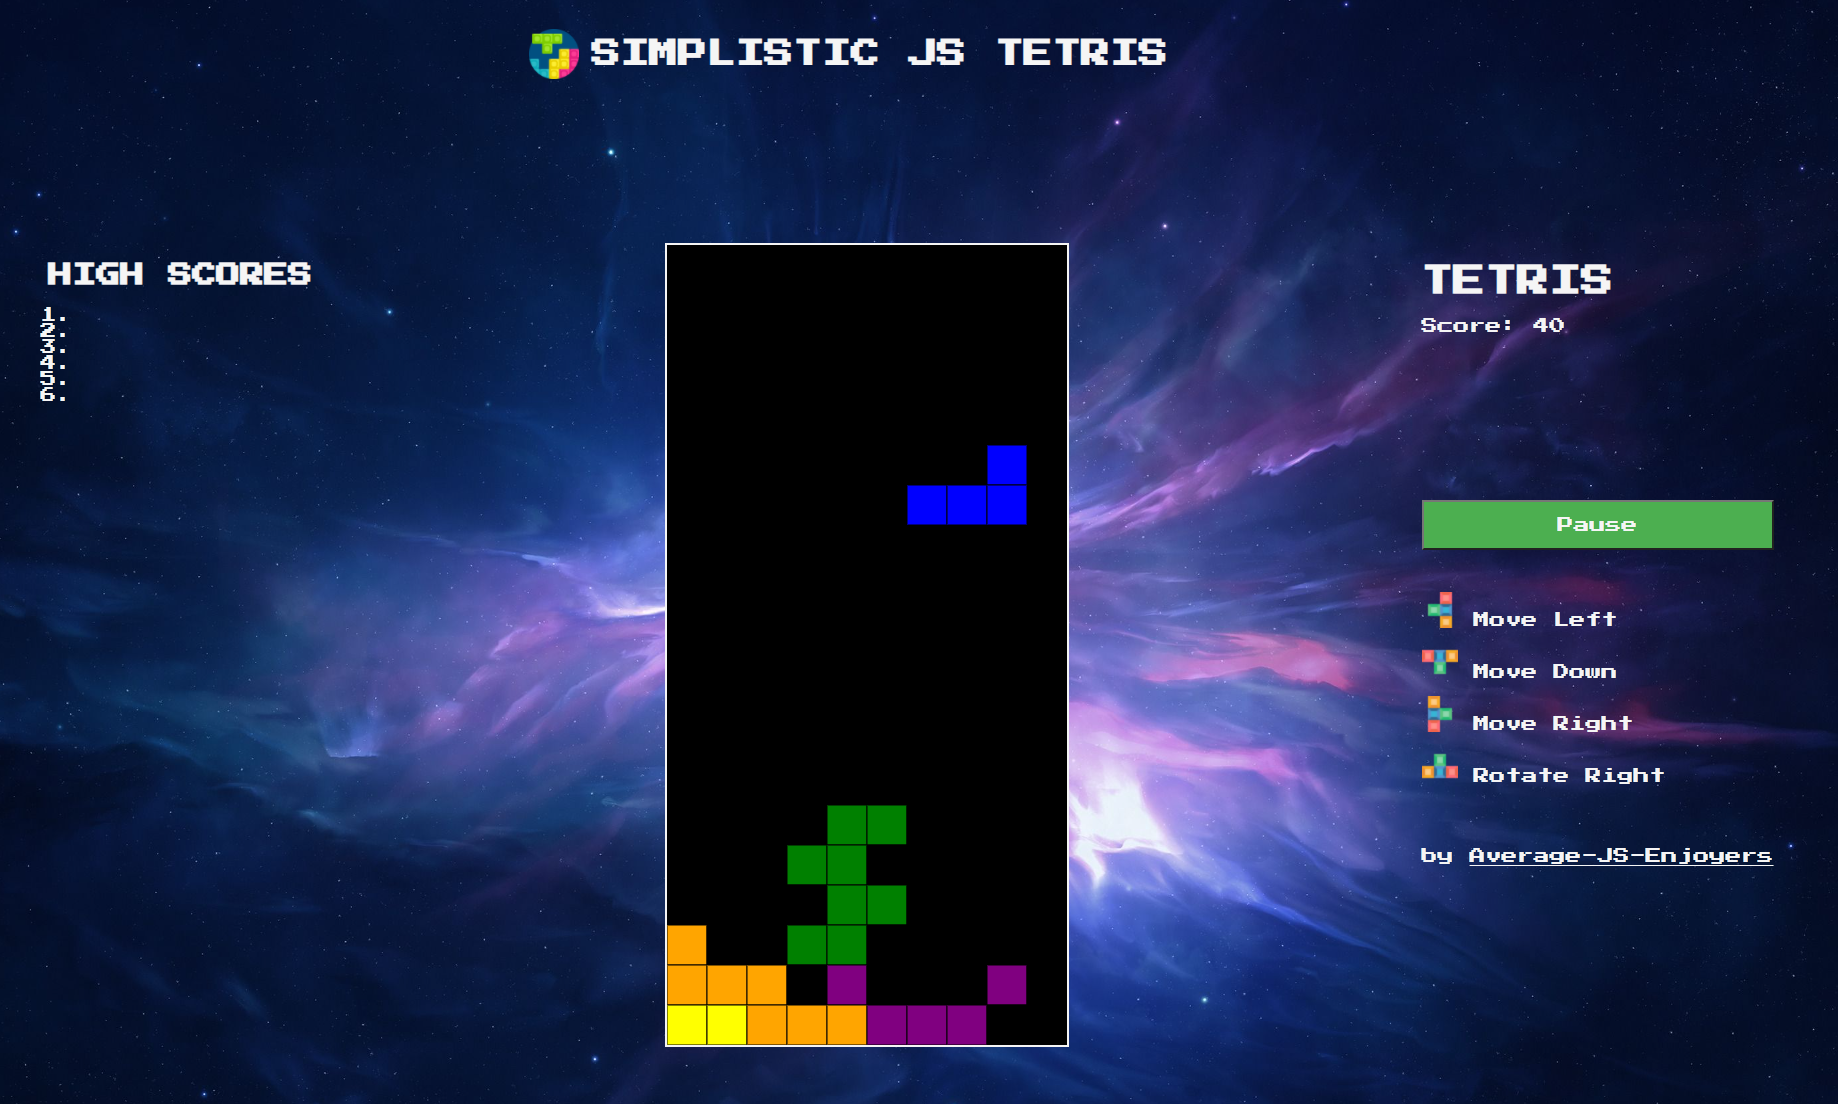 SIMPLISTIC JS TETRIS
HIGH SCORES
1.
2.
3.
4.
5.
6.
TETRIS
Score: 40
Pause
Move Left
Move Down
Move Right
Rotate Right
by Average-JS-Enjoyers